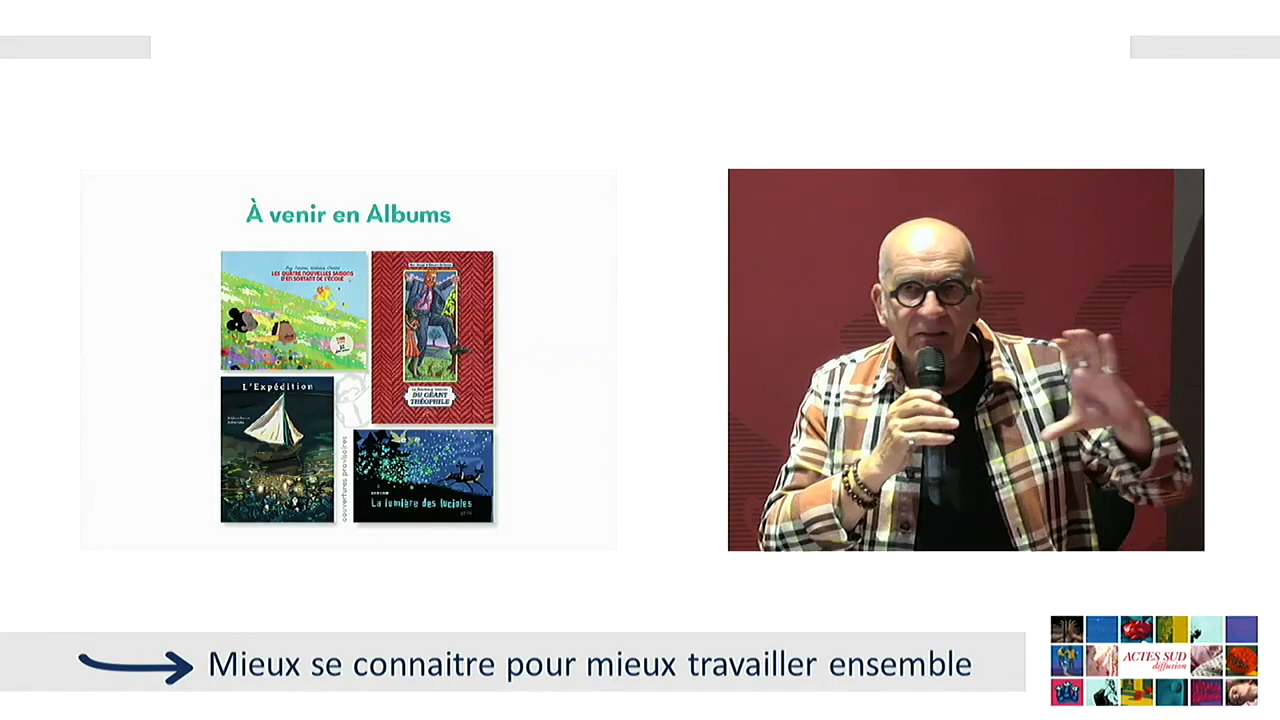 À venir en Albums
LES QUATRE NOUVELLES SAISONS
D'EN SORTANT DE L'ÉCOLE
DU GÉANT
THÉOPHILE
L'Expédition
couvertures provisoires
La lumière des lucioles
Mieux se connaitre pour mieux travailler ensemble
ACTES SUD
diffusion